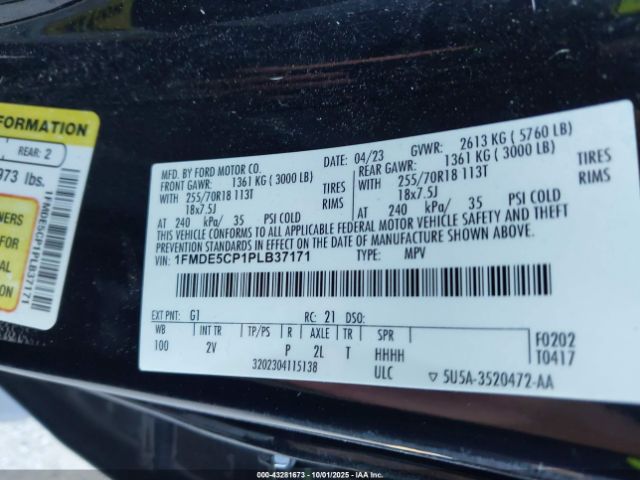 FORMATION
REAR: 2
973 lbs.
1FMDE5CP1PLB37171
NERS
MFD. BY FORD MOTOR CO.
DATE: 04/23 GVWR: 2613 KG ( 5760 LB)
FRONT GAWR: 1361 KG ( 3000 LB) REAR GAWR: 1361 KG ( 3000 LB)
WITH 255/70R18 113T TIRES WITH 255/70R18 113T TIRES
18x7.5J RIMS 18x7.5J RIMS
AT 240 kPa/ 35 PSI COLD AT 240 kPa/ 35 PSI COLD
THIS VEHICLE CONFORMS TO ALL APPLICABLE FEDERAL MOTOR VEHICLE SAFETY AND THEFT
PREVENTION STANDARDS IN EFFECT ON THE DATE OF MANUFACTURE SHOWN ABOVE.
VIN: 1FMDE5CP1PLB37171 TYPE: MPV
EXT PNT: G1 RC: 21 DSO:
WB INT TR TP/PS R AXLE TR SPR F0202
100 2V P 2L T HHHH T0417
3202304115138 ULC ▽ 5U5A-3520472-AA
000-43281673 - 10/01/2025 - COPART